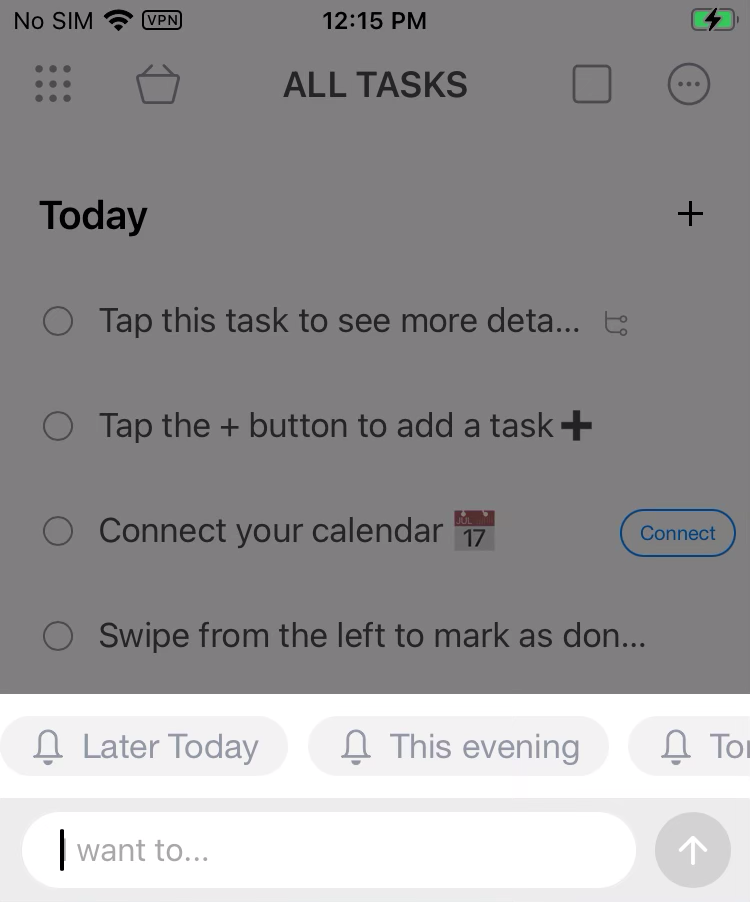 No SIM VPN 12:15 PM
ALL TASKS
Today +
Tap this task to see more deta...
Tap the + button to add a task ➕
Connect your calendar 📅 JUL 17 Connect
Swipe from the left to mark as don...
Later Today This evening Tor
I want to...